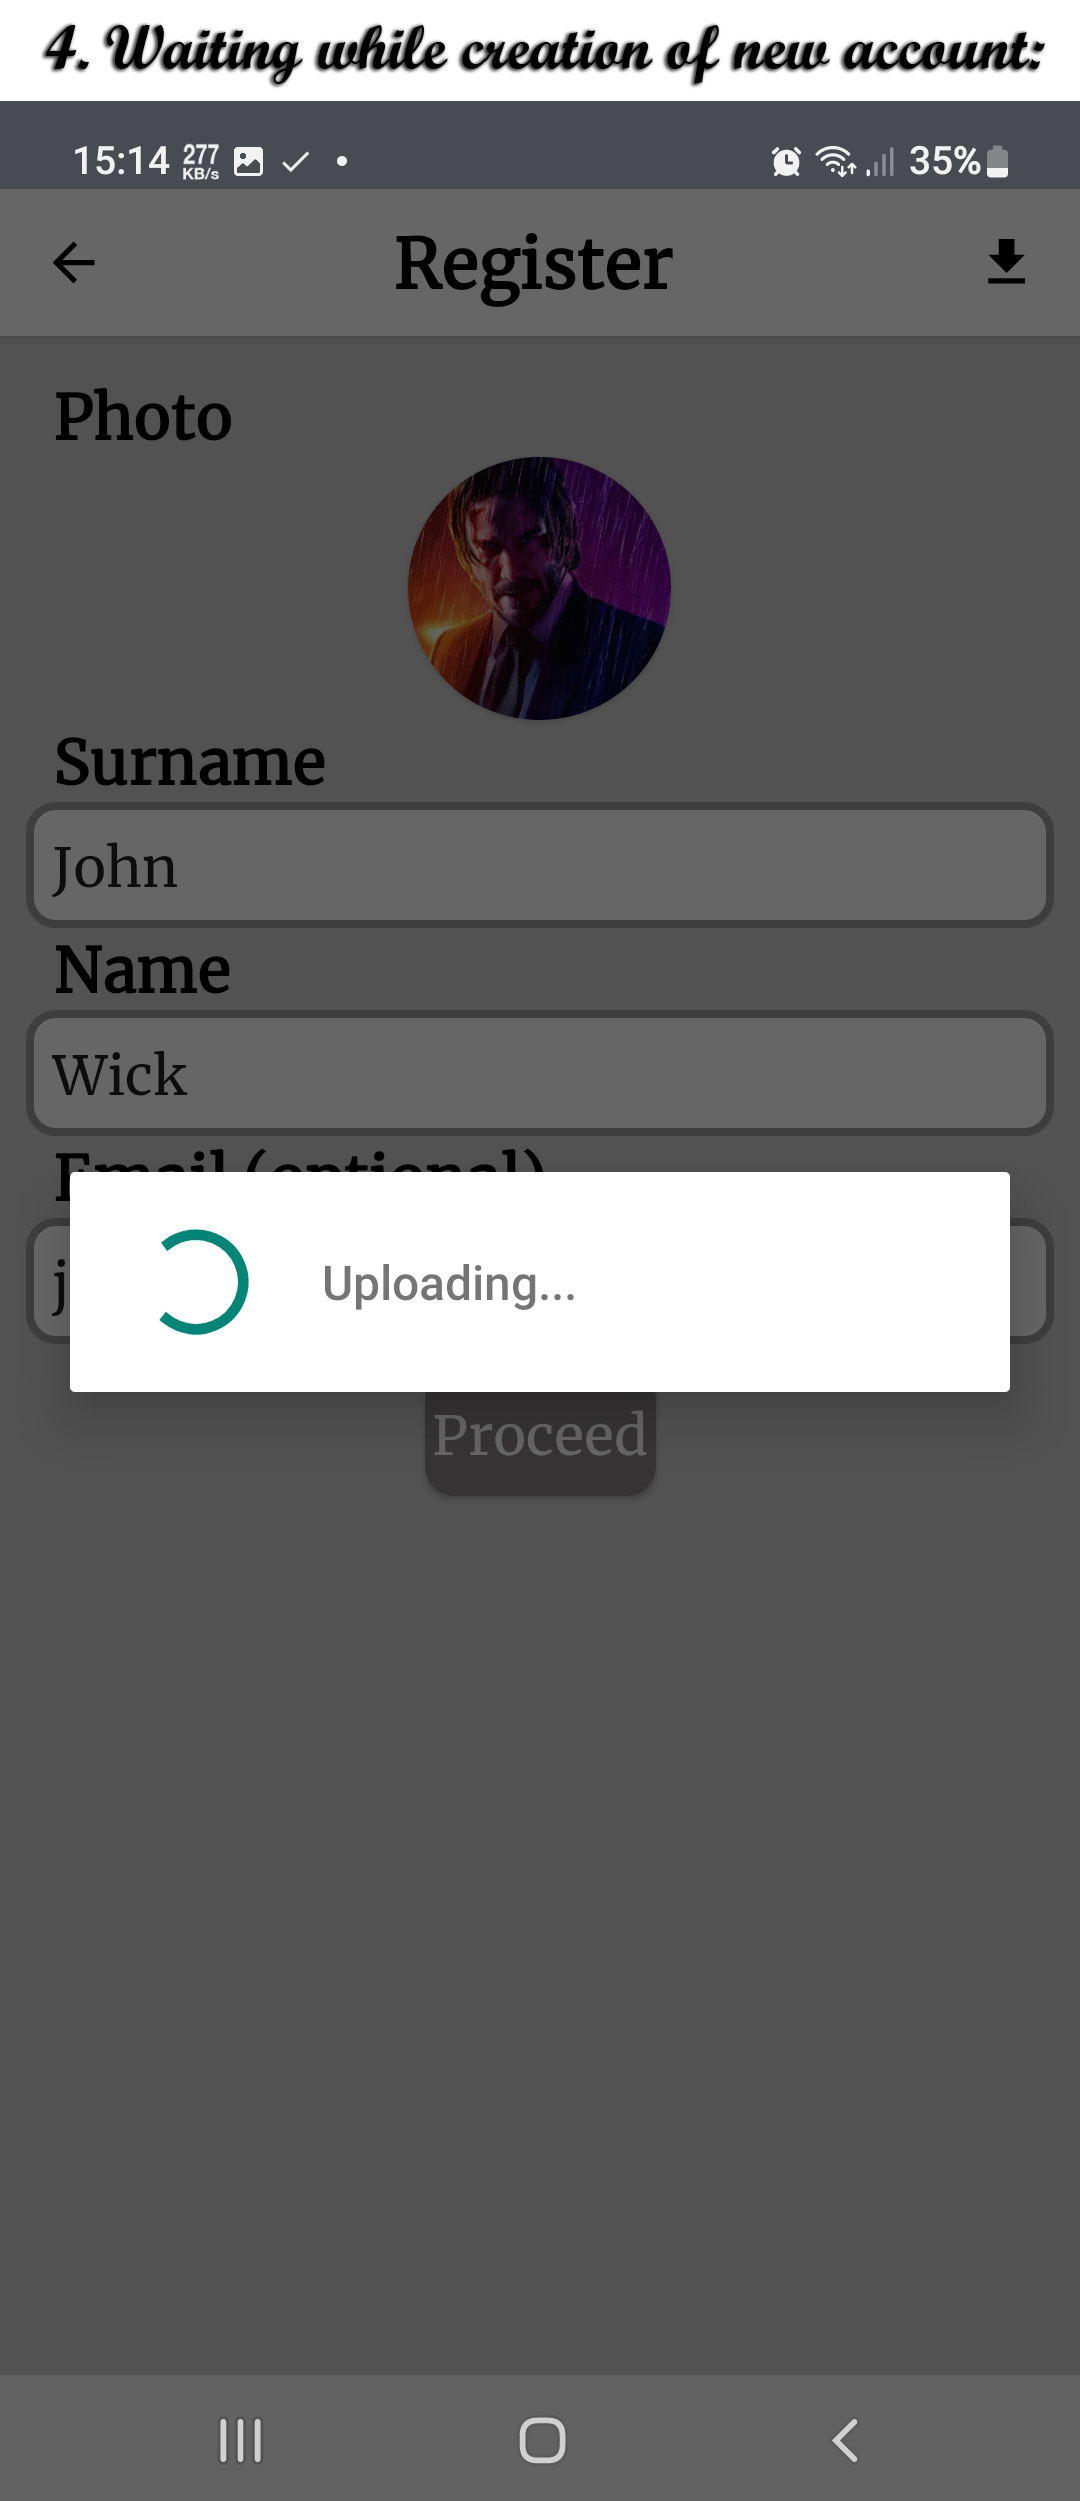 4. Waiting while creation of new account:
15:14 277 KB/s 35%
Register
Photo
Surname
John
Name
Wick
Email (optional)
j
Uploading...
Proceed